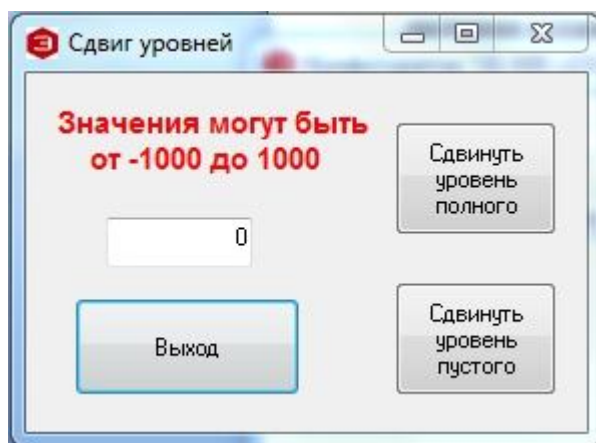 Сдвиг уровней
Значения могут быть
от -1000 до 1000
Сдвинуть
уровень
полного
0
Выход
Сдвинуть
уровень
пустого